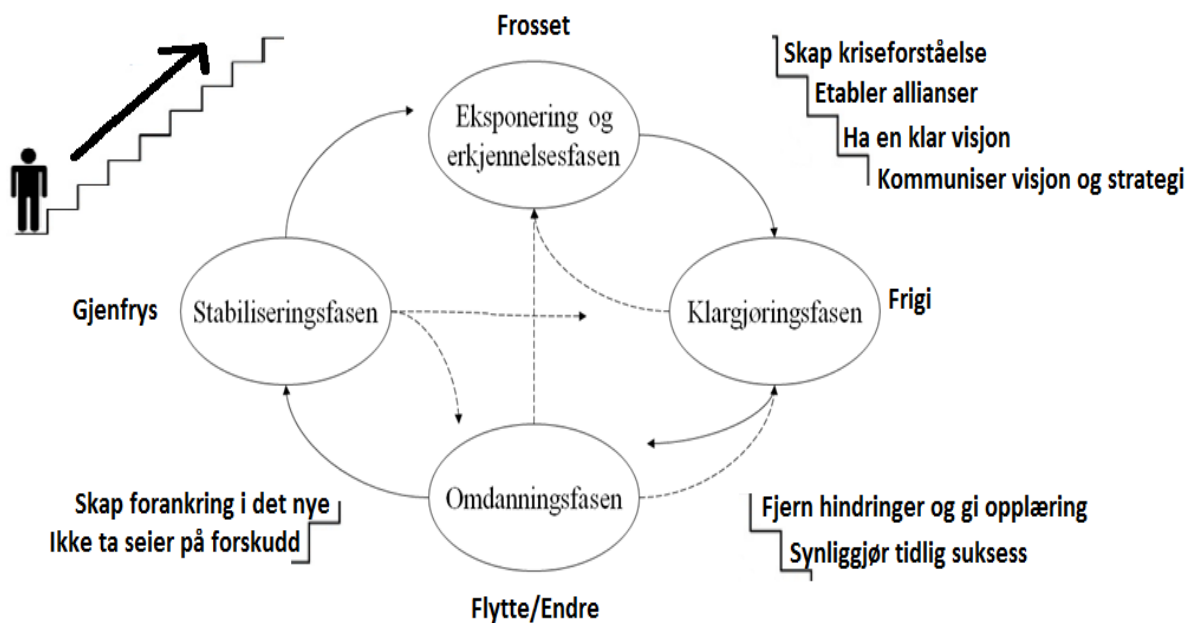 Frosset
Skap kriseforståelse
Etabler allianser
Ha en klar visjon
Kommuniser visjon og strategi
Eksponering og
erkjennelsesfasen
Gjenfrys
Stabiliseringsfasen
Klargjøringsfasen
Frigi
Skap forankring i det nye
Ikke ta seier på forskudd
Omdanningsfasen
Fjern hindringer og gi opplæring
Synliggjør tidlig suksess
Flytte/Endre